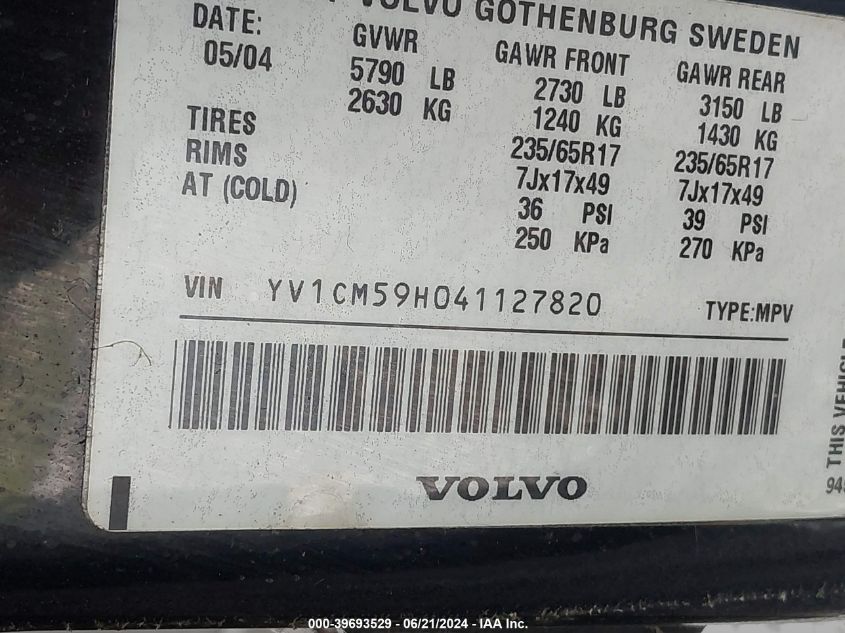 VOLVO GOTHENBURG SWEDEN
DATE: GVWR GAWR FRONT GAWR REAR
05/04 5790 LB 2730 LB 3150 LB
2630 KG 1240 KG 1430 KG
TIRES 235/65R17 235/65R17
RIMS 7Jx17x49 7Jx17x49
AT (COLD) 36 PSI 39 PSI
250 KPa 270 KPa
VIN YV1CM59H041127820 TYPE:MPV
VOLVO
THIS VEHICLE
000-39693529 - 06/21/2024 - IAA Inc.